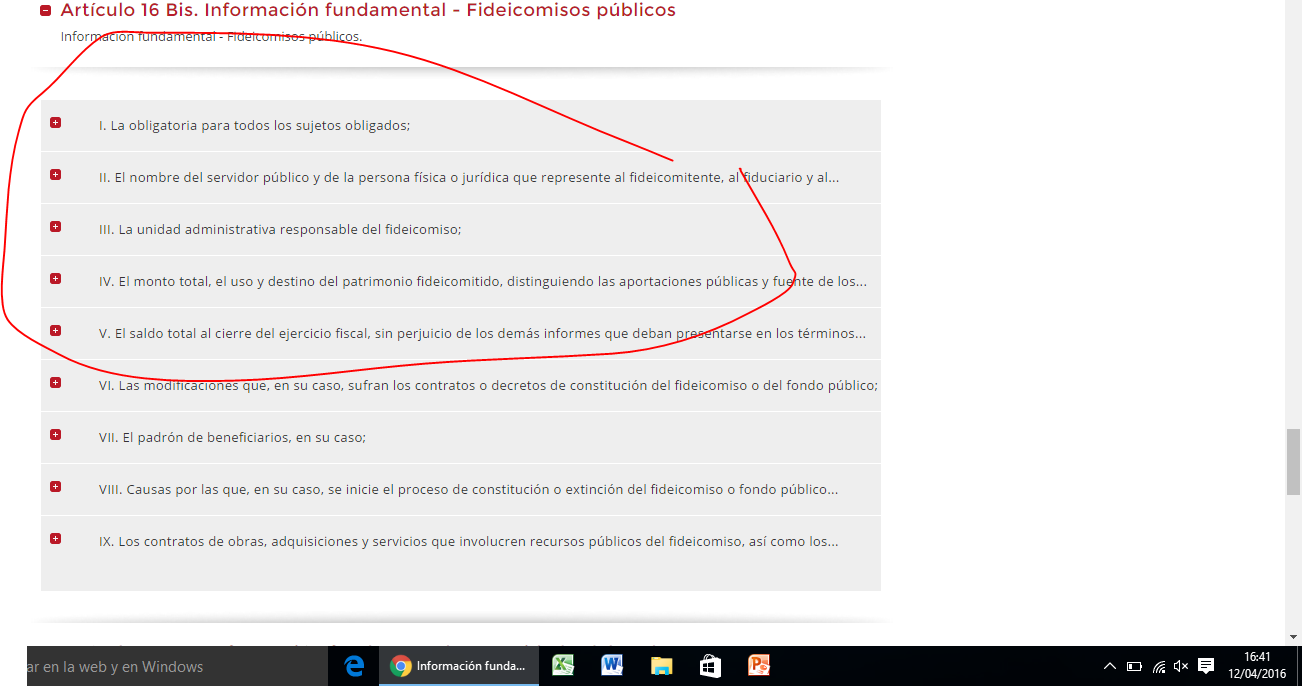 Artículo 16 Bis. Información fundamental - Fideicomisos públicos
Información fundamental - Fideicomisos públicos.
I. La obligatoria para todos los sujetos obligados;
II. El nombre del servidor público y de la persona física o jurídica que represente al fideicomitente, al fiduciario y al...
III. La unidad administrativa responsable del fideicomiso;
IV. El monto total, el uso y destino del patrimonio fideicomitido, distinguiendo las aportaciones públicas y fuente de los...
V. El saldo total al cierre del ejercicio fiscal, sin perjuicio de los demás informes que deban presentarse en los términos...
VI. Las modificaciones que, en su caso, sufran los contratos o decretos de constitución del fideicomiso o del fondo público;
VII. El padrón de beneficiarios, en su caso;
VIII. Causas por las que, en su caso, se inicie el proceso de constitución o extinción del fideicomiso o fondo público...
IX. Los contratos de obras, adquisiciones y servicios que involucren recursos públicos del fideicomiso, así como los...
ar en la web y en Windows
Información funda...
16:41
12/04/2016